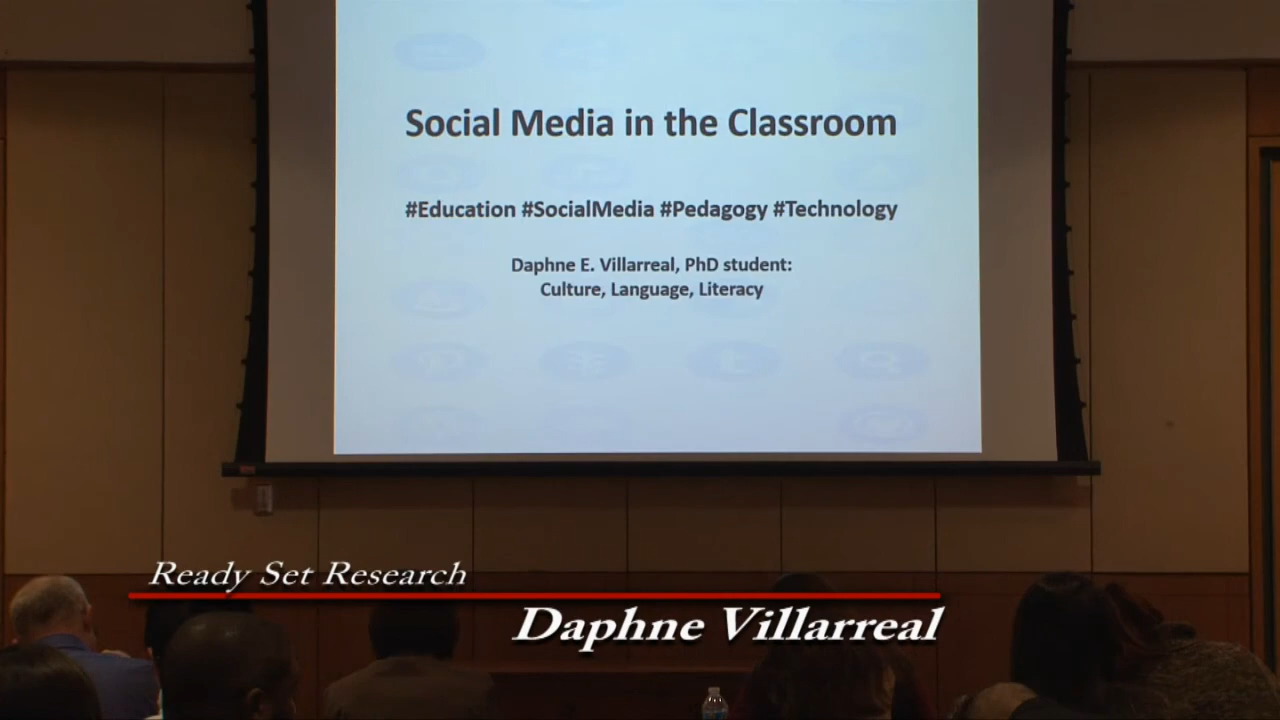 Social Media in the Classroom
#Education #SocialMedia #Pedagogy #Technology
Daphne E. Villarreal, PhD student:
Culture, Language, Literacy
Ready Set Research
Daphne Villarreal